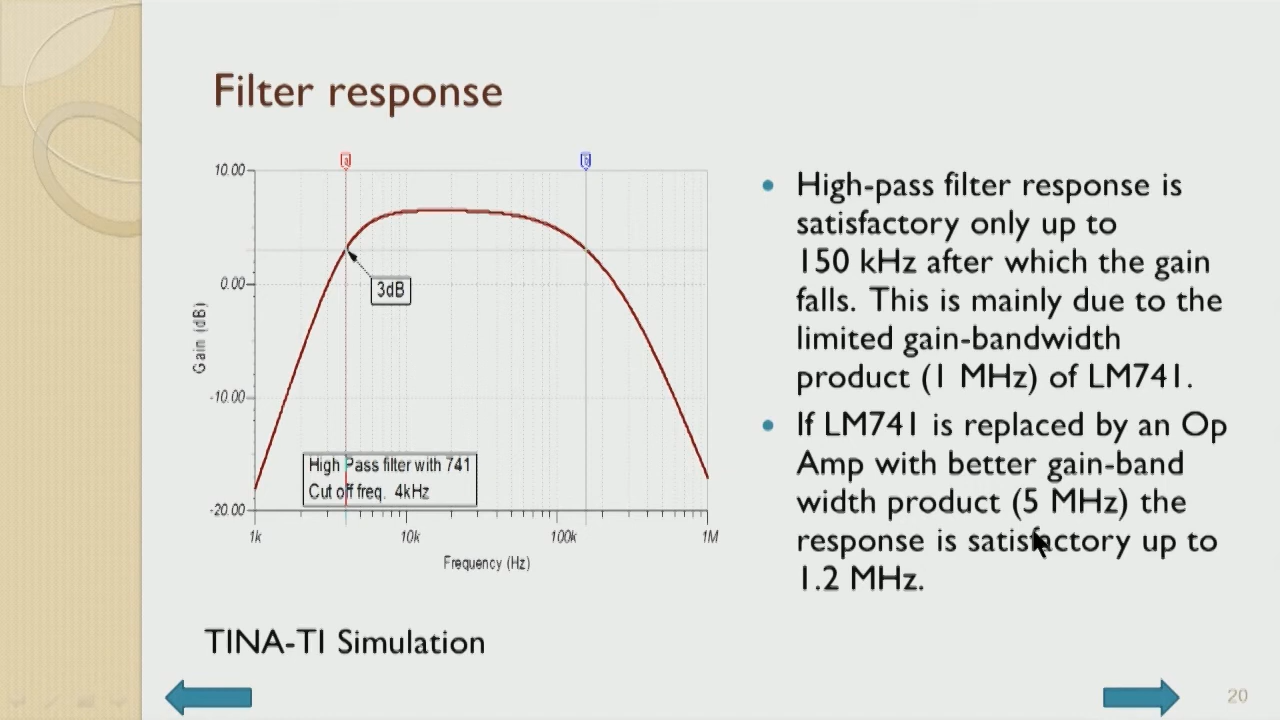 Filter response
a
b
10.00
0.00
-10.00
-20.00
Gain (dB)
3dB
High Pass filter with 741
Cut off freq. 4kHz
1k
10k
100k
1M
Frequency (Hz)
TINA-TI Simulation
High-pass filter response is
satisfactory only up to
150 kHz after which the gain
falls. This is mainly due to the
limited gain-bandwidth
product (1 MHz) of LM741.
If LM741 is replaced by an Op
Amp with better gain-band
width product (5 MHz) the
response is satisfactory up to
1.2 MHz.
20